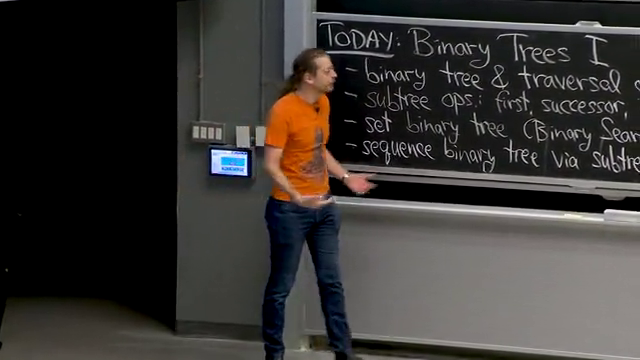 TODAY: Binary Trees I
- binary tree & traversal
- subtree ops: first, successor,
- set binary tree (Binary Sear
- sequence binary tree via subtre